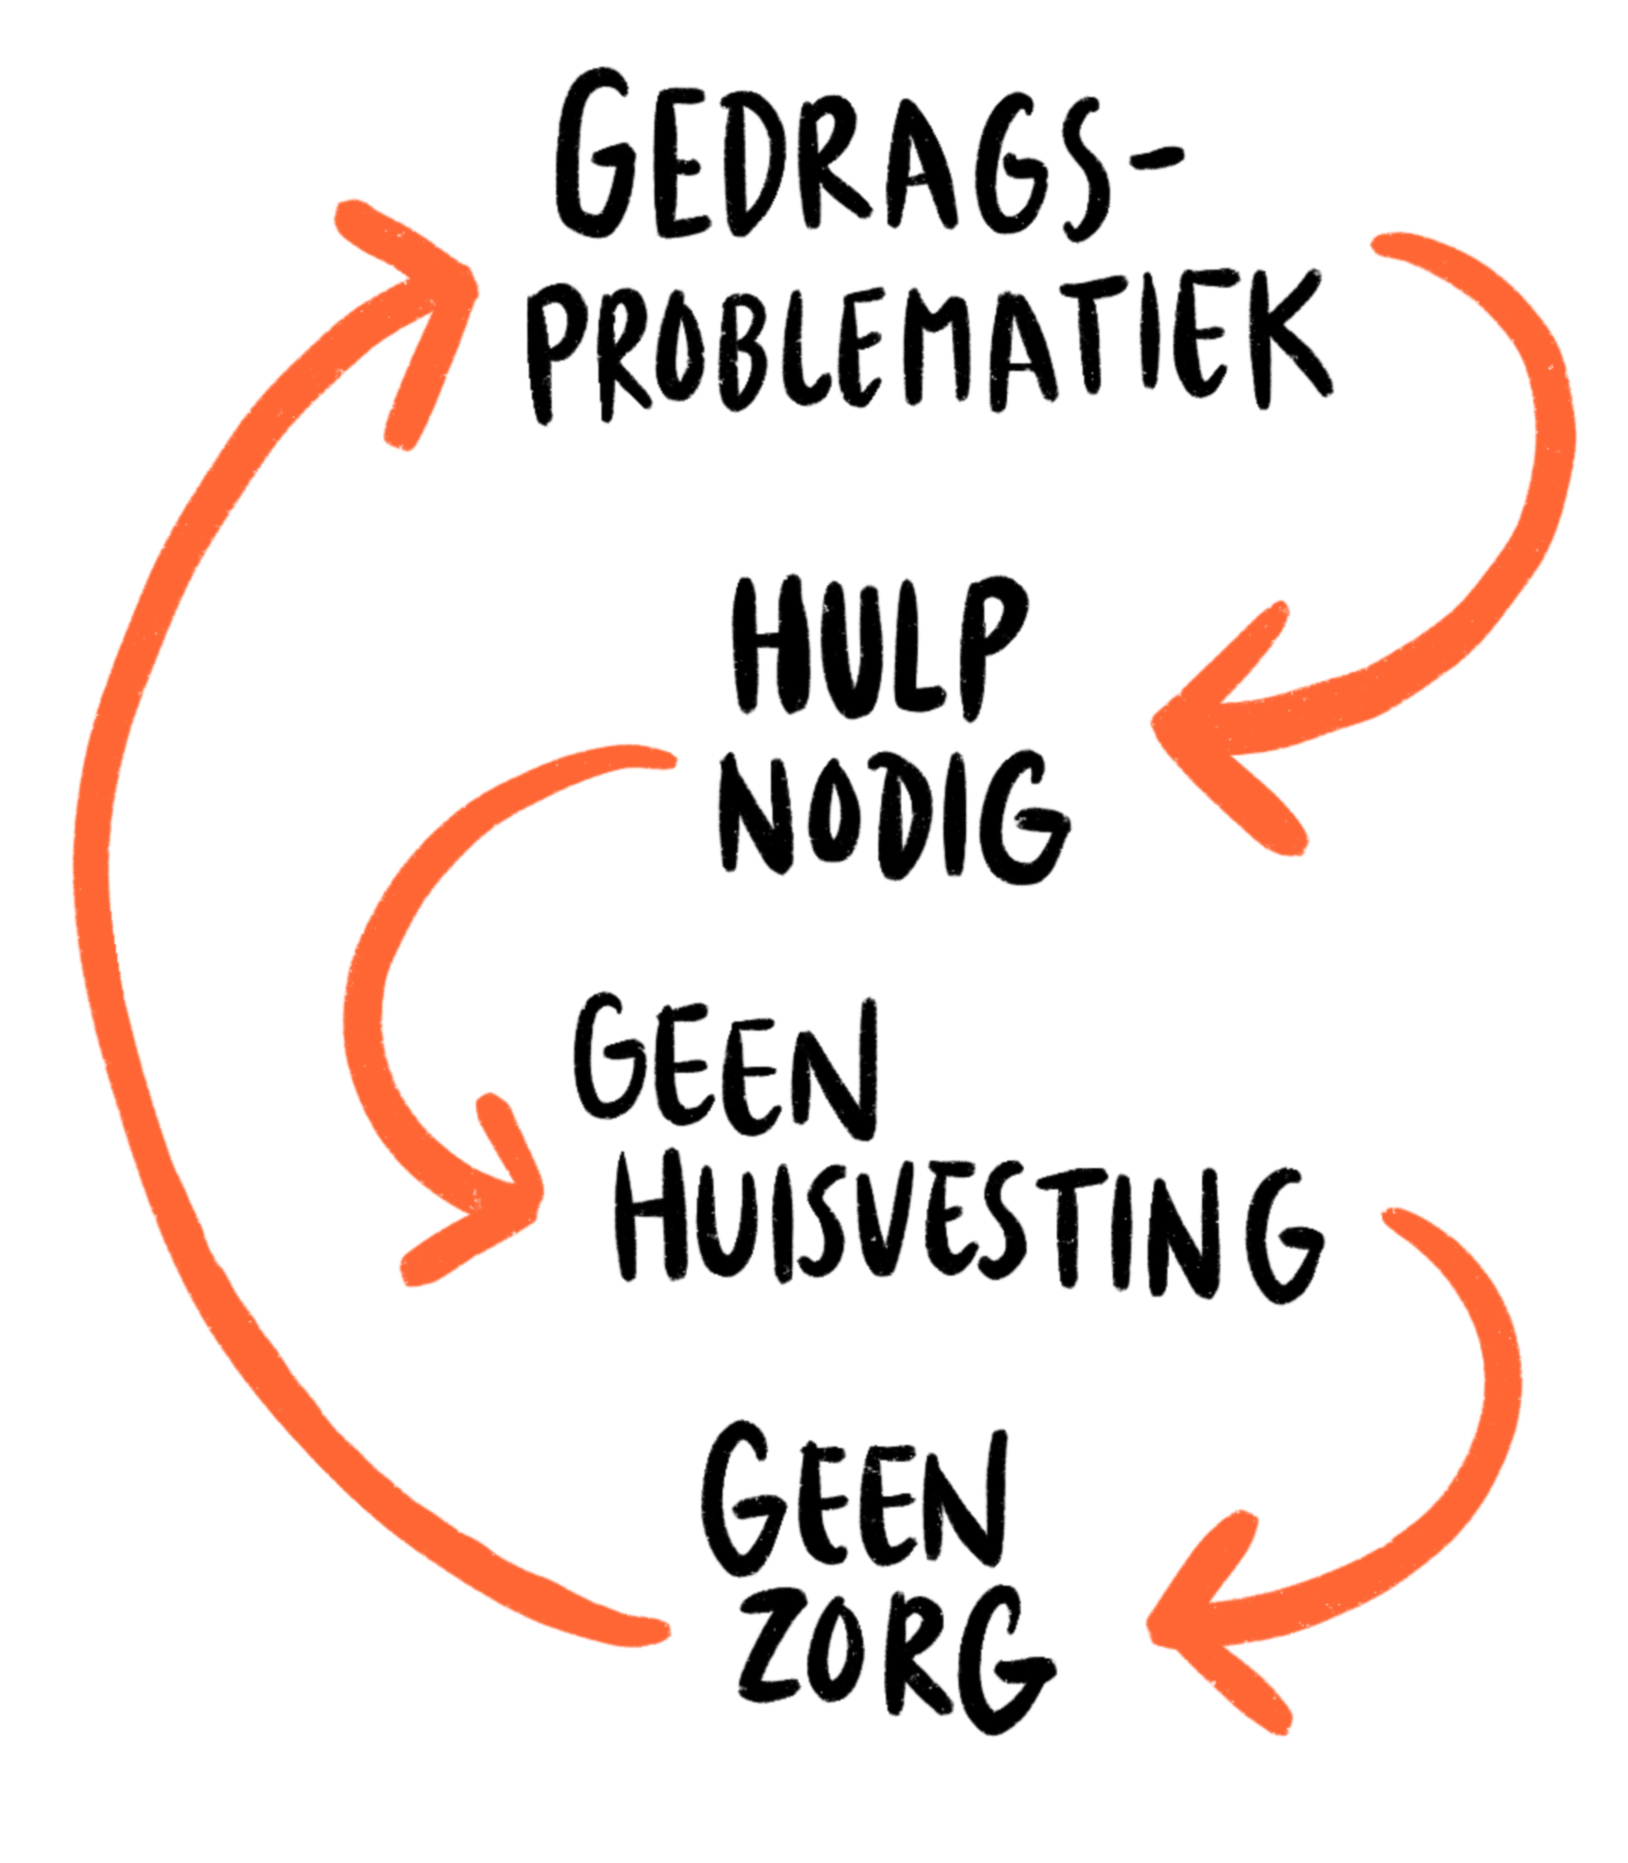 GEDRAGS-
PROBLEMATIEK
HULP
NODIG
GEEN
HUISVESTING
GEEN
ZORG